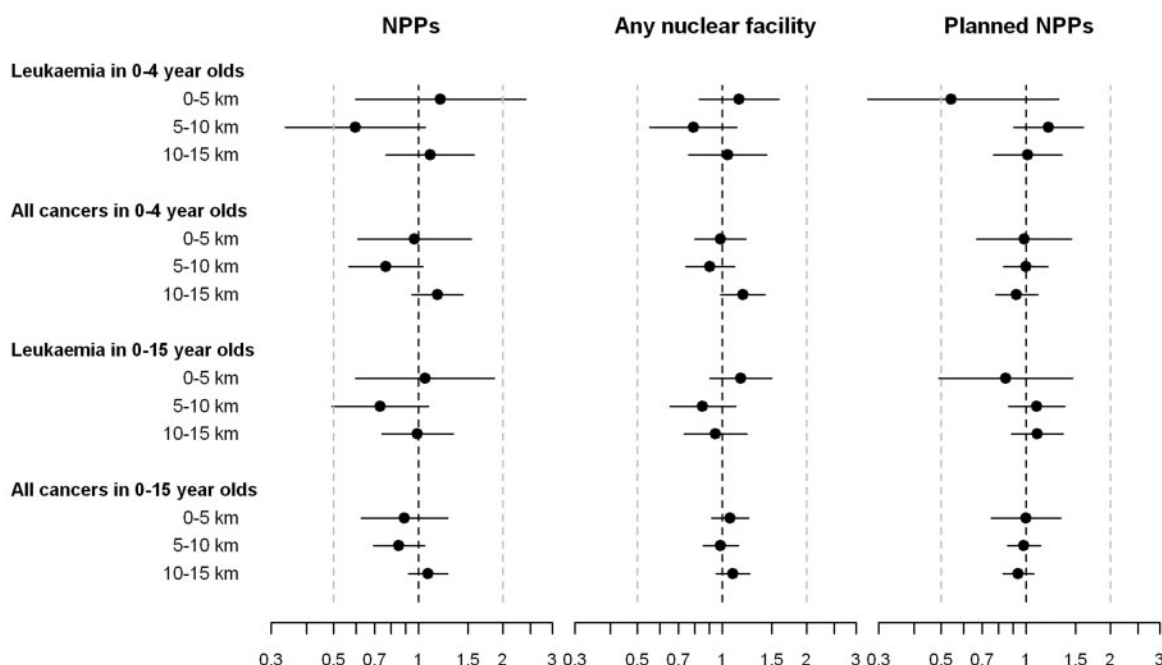 NPPs Any nuclear facility Planned NPPs
Leukaemia in 0-4 year olds
0-5 km
5-10 km
10-15 km
All cancers in 0-4 year olds
0-5 km
5-10 km
10-15 km
Leukaemia in 0-15 year olds
0-5 km
5-10 km
10-15 km
All cancers in 0-15 year olds
0-5 km
5-10 km
10-15 km
0.3 0.5 0.7 1 1.5 2 3 0.3 0.5 0.7 1 1.5 2 3 0.3 0.5 0.7 1 1.5 2 3